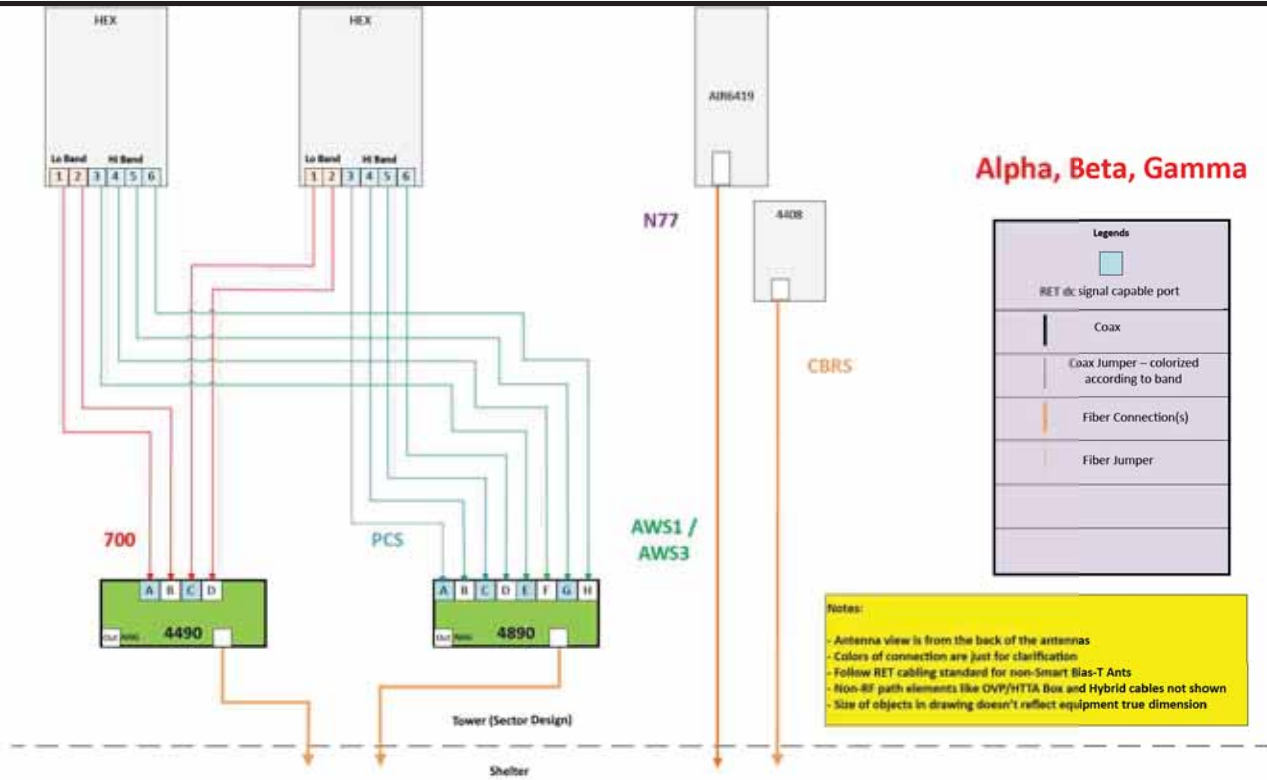 HEX
HEX
AIR6419
Lo Band Hi Band
1 2 3 4 5 6
Lo Band Hi Band
1 2 3 4 5 6
Alpha, Beta, Gamma
N77
4408
Legends
RET dc signal capable port
Coax
Coax Jumper – colorized
according to band
Fiber Connection(s)
Fiber Jumper
CBRS
700
PCS
AWS1 /
AWS3
A B C D
4490
Out
A B C D E F G H
4890
Out
Notes:
- Antenna view is from the back of the antennas
- Colors of connection are just for clarification
- Follow RET cabling standard for non-Smart Bias-T Ants
- Non-RF path elements like OVP/HTTA Box and Hybrid cables not shown
- Size of objects in drawing doesn't reflect equipment true dimension
Tower (Sector Design)
Shelter